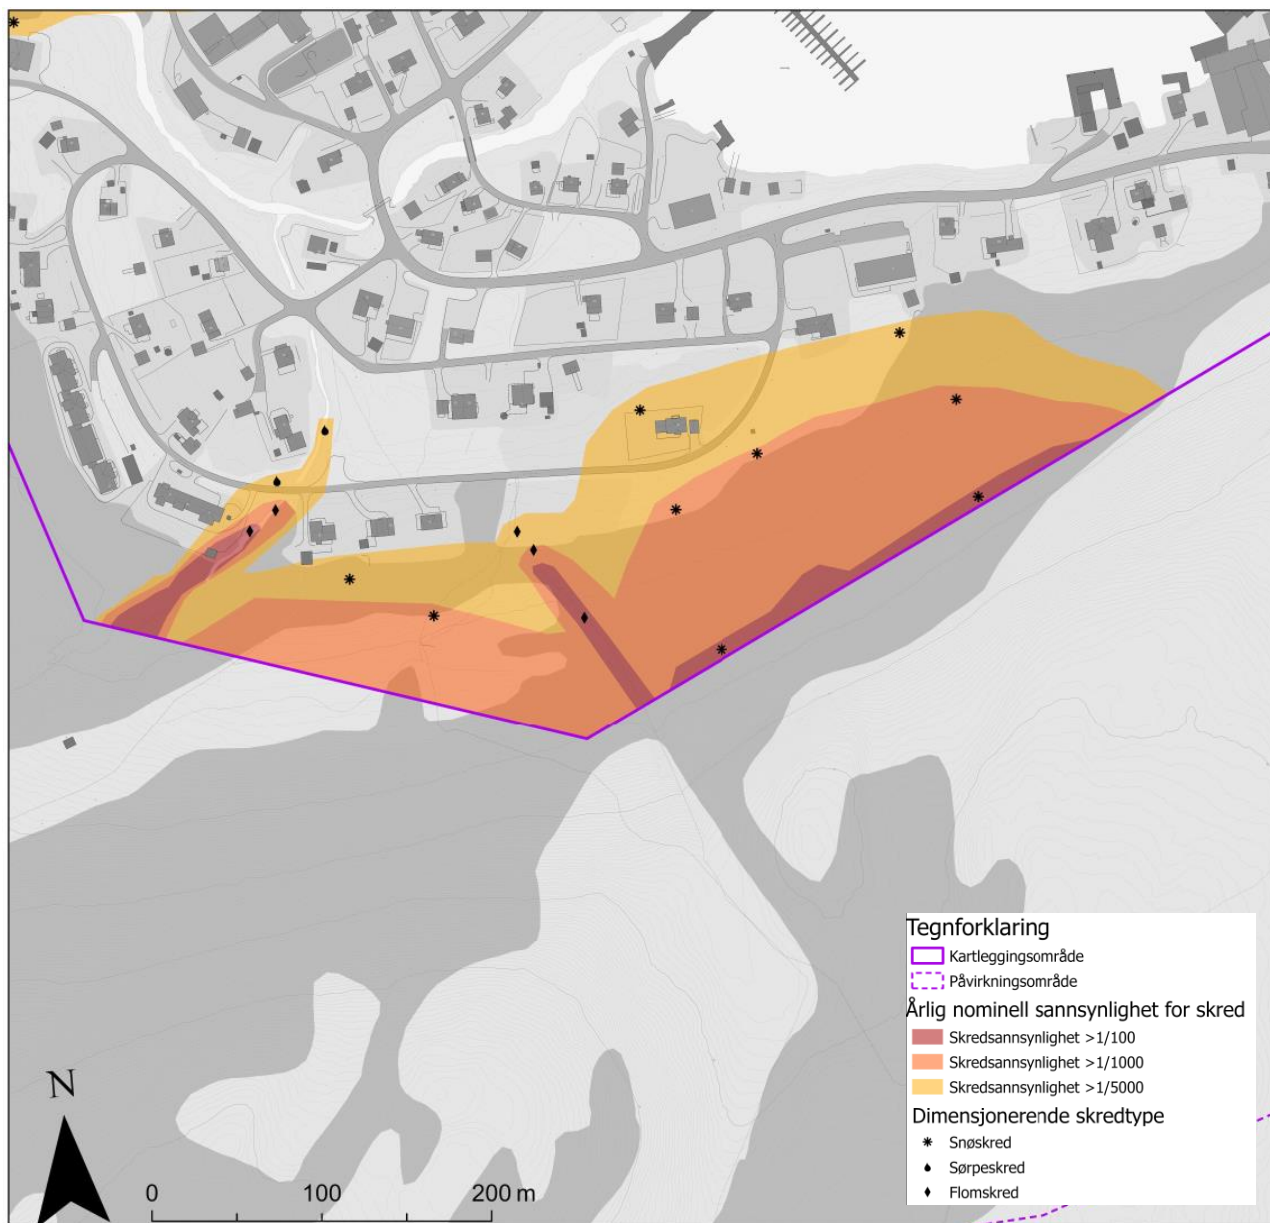 Tegnforklaring
Kartleggingsområde
Påvirkningsområde
Årlig nominell sannsynlighet for skred
Skredsannsynlighet >1/100
Skredsannsynlighet >1/1000
Skredsannsynlighet >1/5000
Dimensjonerende skredtype
Snøskred
Sørpeskred
Flomskred
N
0 100 200 m